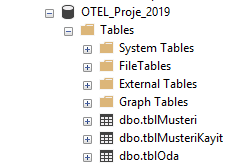 OTEL_Proje_2019
Tables
System Tables
FileTables
External Tables
Graph Tables
dbo.tblMusteri
dbo.tblMusteriKayit
dbo.tblOda